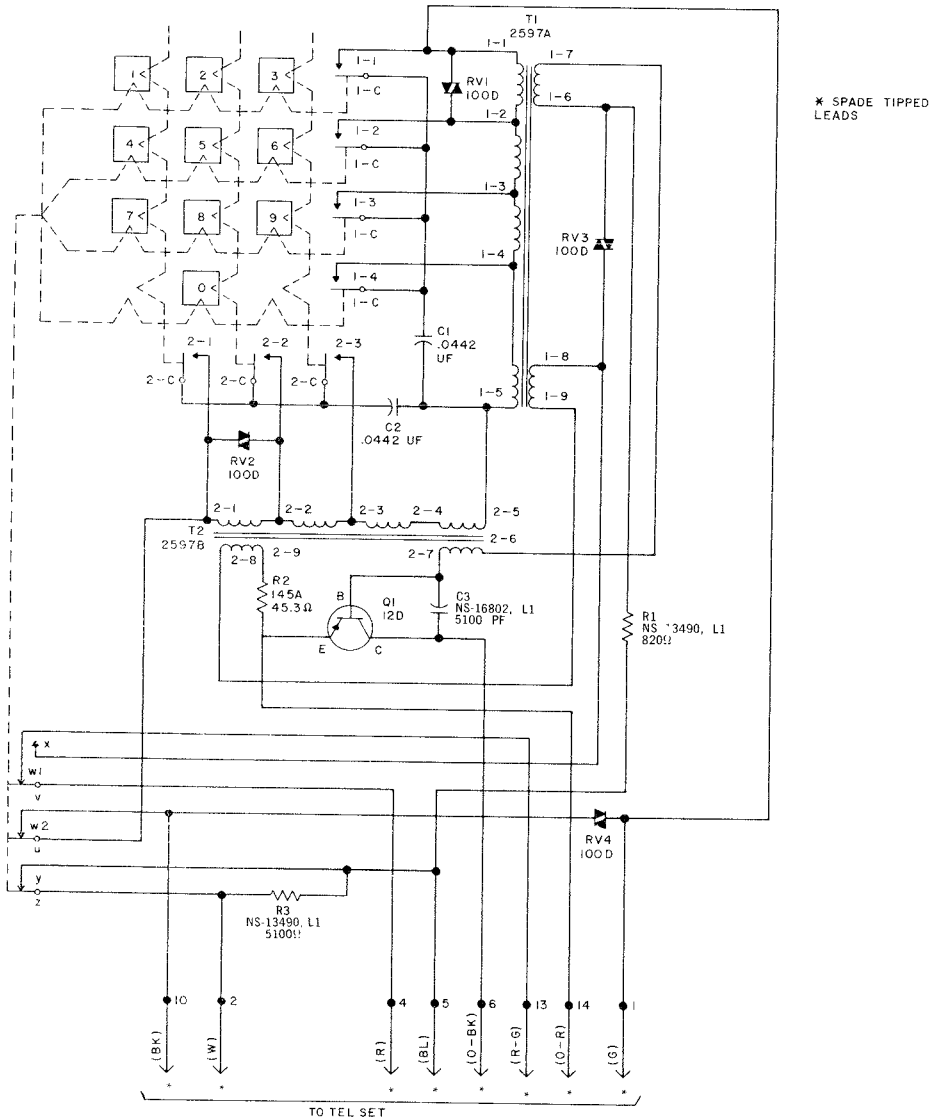 T1
2597A
1-1
1-7
1
2
3
1-1
1-C
RV1
100D
1-6
* SPADE TIPPED
LEADS
1-2
1-2
4
5
6
1-C
1-3
1-3
7
8
9
1-C
RV3
100D
1-4
1-4
0
1-C
C1
.0442
UF
2-1
2-2
2-3
1-8
2-C
2-C
2-C
1-5
1-9
C2
.0442 UF
RV2
100D
2-1
2-2
2-3
2-4
2-5
T2
2597B
2-6
2-8
2-9
2-7
R2
145A
45.3Ω
B
Q1
12D
C3
NS-16802, L1
5100 PF
E
C
R1
NS-13490, L1
820Ω
x
w1
v
w2
u
RV4
100D
y
z
R3
NS-13490, L1
5100Ω
10
2
4
5
6
13
14
1
(BK)
(W)
(R)
(BL)
(O-BK)
(R-G)
(O-R)
(G)
* * * * * * * *
TO TEL SET